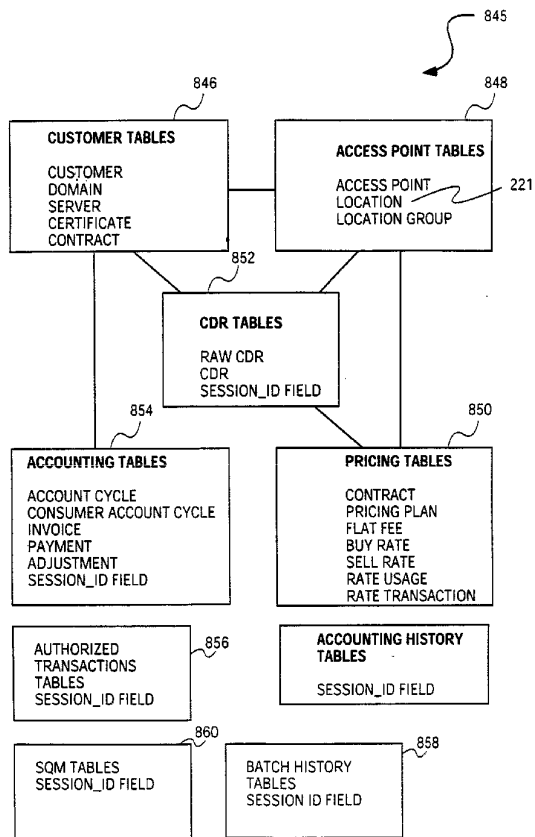 845
846
848
CUSTOMER TABLES
CUSTOMER
DOMAIN
SERVER
CERTIFICATE
CONTRACT
ACCESS POINT TABLES
ACCESS POINT
LOCATION
LOCATION GROUP
221
852
CDR TABLES
RAW CDR
CDR
SESSION_ID FIELD
854
850
ACCOUNTING TABLES
ACCOUNT CYCLE
CONSUMER ACCOUNT CYCLE
INVOICE
PAYMENT
ADJUSTMENT
SESSION_ID FIELD
PRICING TABLES
CONTRACT
PRICING PLAN
FLAT FEE
BUY RATE
SELL RATE
RATE USAGE
RATE TRANSACTION
AUTHORIZED
TRANSACTIONS
TABLES
SESSION_ID FIELD
856
ACCOUNTING HISTORY
TABLES
SESSION_ID FIELD
860
SQM TABLES
SESSION_ID FIELD
858
BATCH HISTORY
TABLES
SESSION ID FIELD